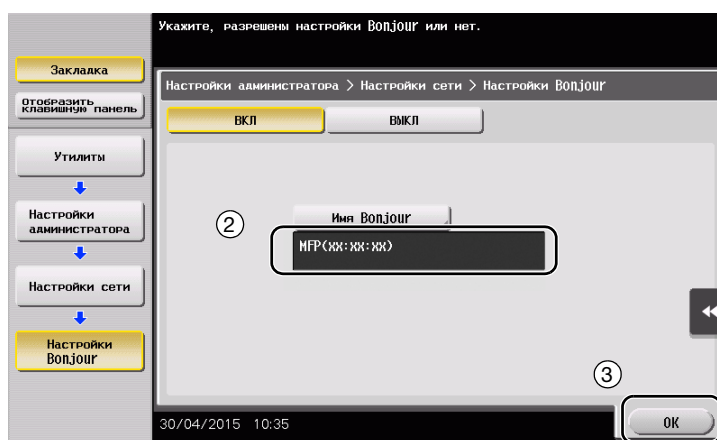 Укажите, разрешены настройки Bonjour или нет.
Закладка
Отобразить
клавишную панель
Настройки администратора > Настройки сети > Настройки Bonjour
ВКЛ
ВЫКЛ
Утилиты
Настройки
администратора
Настройки сети
Настройки
Bonjour
2
Имя Bonjour
MFP(xx:xx:xx)
3
30/04/2015 10:35
OK